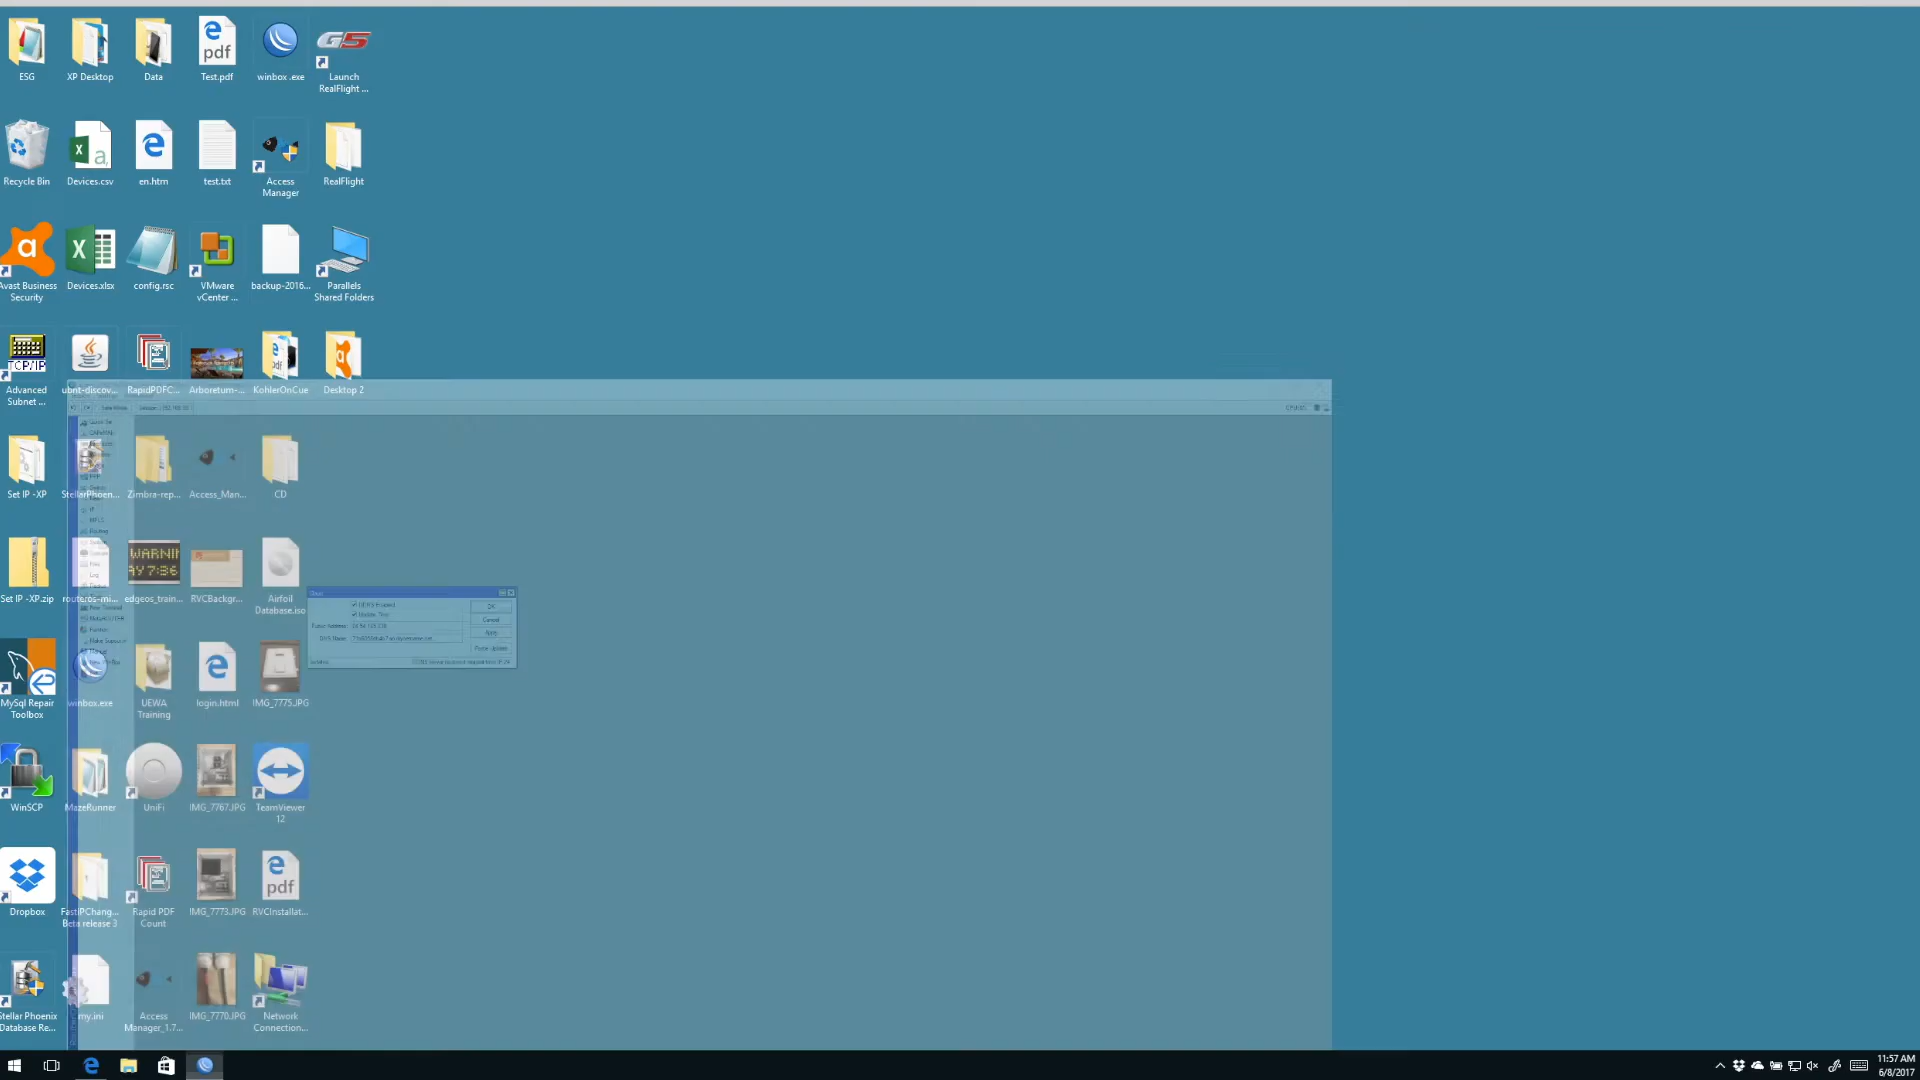 ESG
XP Desktop
Data
Test.pdf
winbox .exe
Launch
RealFlight ...
Recycle Bin
Devices.csv
en.htm
test.txt
Access
Manager
RealFlight
Avast Business
Security
Devices.xlsx
config.rsc
VMware
vCenter ...
backup-2016...
Parallels
Shared Folders
Advanced
Subnet ...
ubnt-discov...
RapidPDFC...
Arboretum-...
KohlerOnCue
Desktop 2
Set IP -XP
StellarPhoen...
Zimbra-rep...
Access_Man...
CD
Set IP -XP.zip
routeros-mi...
edgeos_train...
RVCBackgr...
Airfoil
Database.iso
OK
Cancel
Apply
MySql Repair
Toolbox
winbox.exe
UEWA
Training
login.html
IMG_7775.JPG
WinSCP
MazeRunner
UniFi
IMG_7767.JPG
TeamViewer
12
Dropbox
FastIPChang...
Beta release 3
Rapid PDF
Count
IMG_7773.JPG
RVCInstallat...
Stellar Phoenix
Database Re...
my.ini
Access
Manager_1.7...
IMG_7770.JPG
Network
Connection...
11:57 AM
6/8/2017